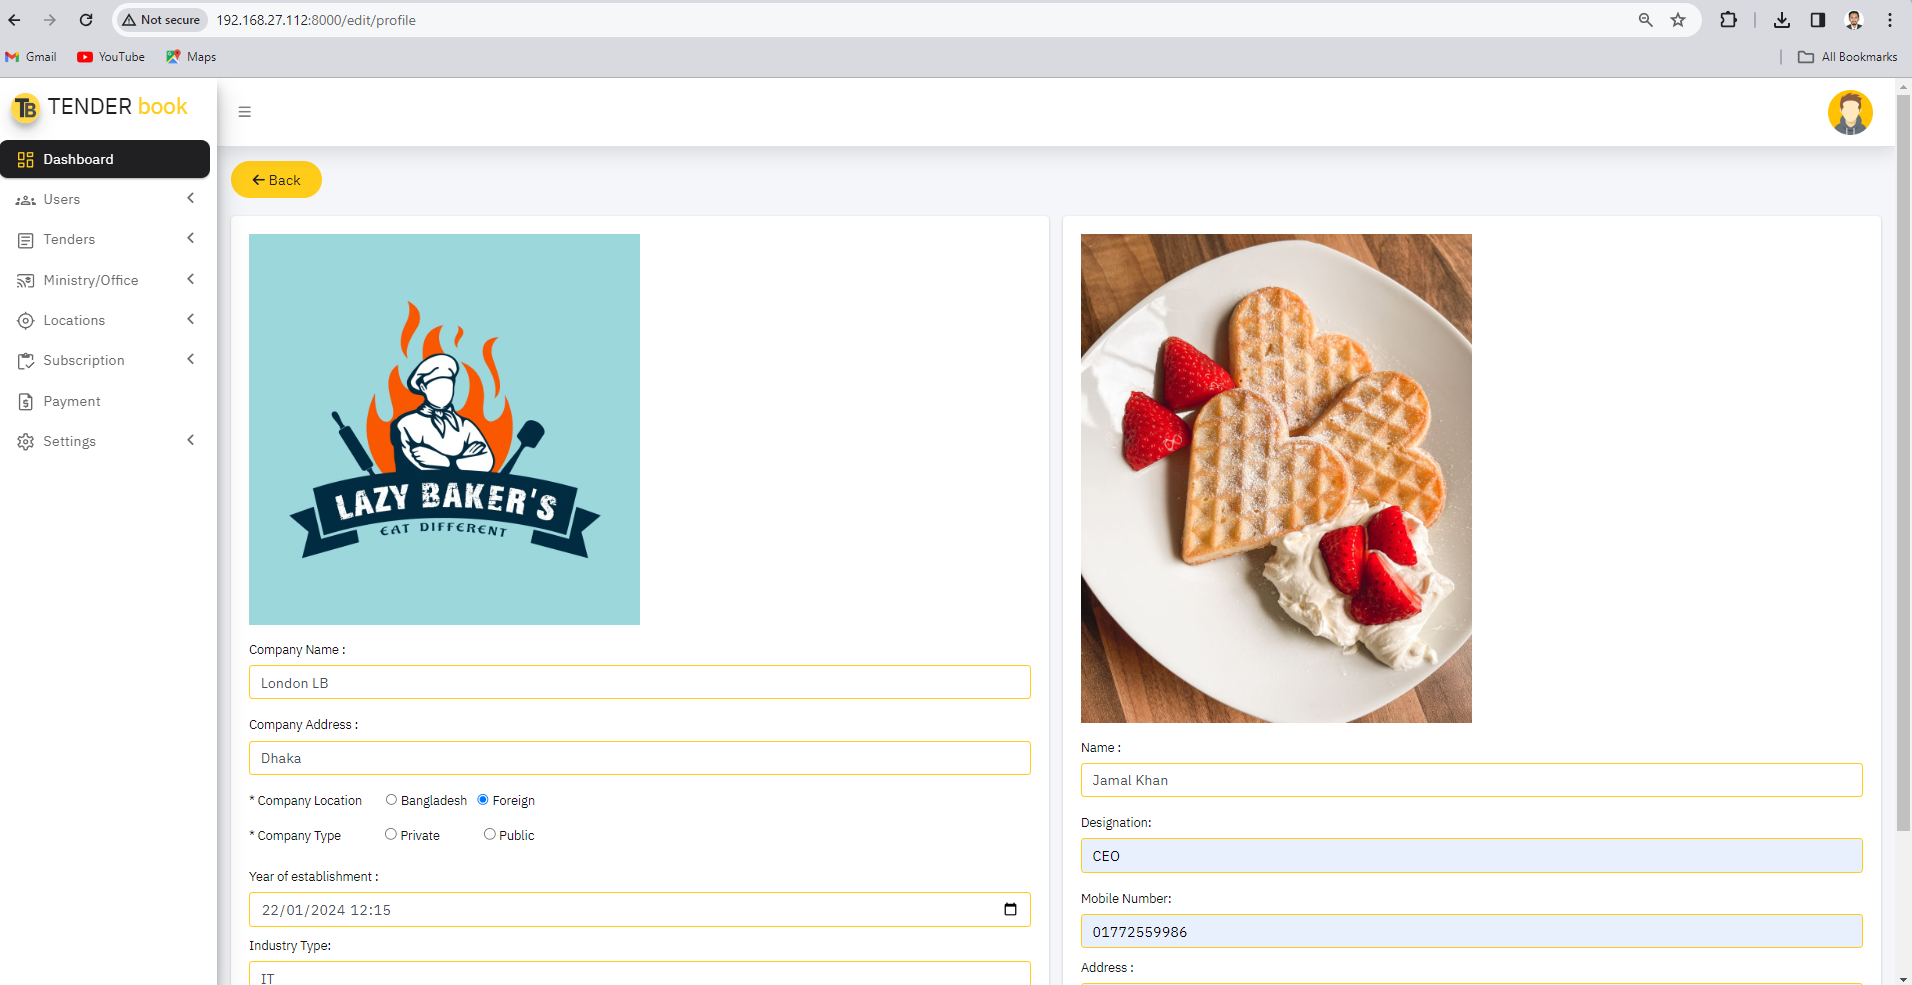 Not secure 192.168.27.112:8000/edit/profile
Gmail YouTube Maps All Bookmarks
TB TENDER book
Dashboard
Users
Tenders
Ministry/Office
Locations
Subscription
Payment
Settings
← Back
LAZY BAKER'S
EAT DIFFERENT
Company Name :
London LB
Company Address :
Dhaka
* Company Location Bangladesh Foreign
* Company Type Private Public
Year of establishment :
22/01/2024 12:15
Industry Type:
IT
Name :
Jamal Khan
Designation:
CEO
Mobile Number:
01772559986
Address :